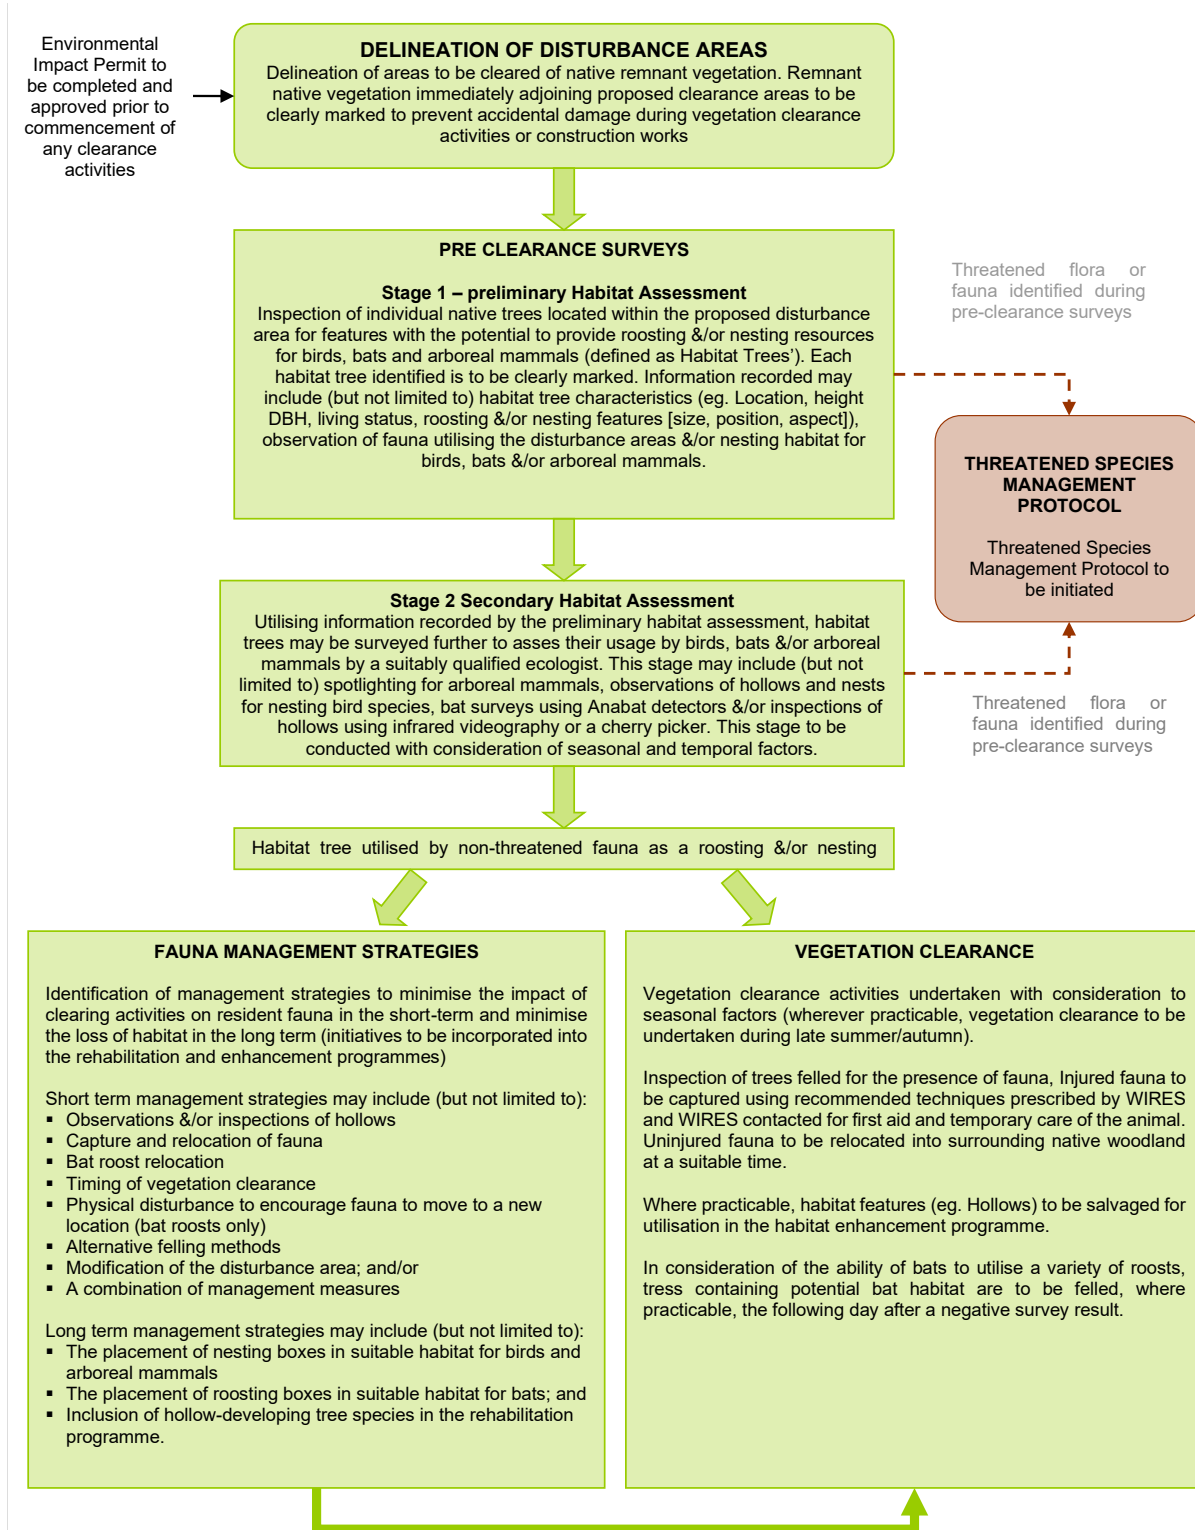 Environmental
Impact Permit to
be completed and
approved prior to
commencement of
any clearance
activities
DELINEATION OF DISTURBANCE AREAS
Delineation of areas to be cleared of native remnant vegetation. Remnant
native vegetation immediately adjoining proposed clearance areas to be
clearly marked to prevent accidental damage during vegetation clearance
activities or construction works
PRE CLEARANCE SURVEYS
Stage 1 – preliminary Habitat Assessment
Inspection of individual native trees located within the proposed disturbance
area for features with the potential to provide roosting &/or nesting resources
for birds, bats and arboreal mammals (defined as Habitat Trees’). Each
habitat tree identified is to be clearly marked. Information recorded may
include (but not limited to) habitat tree characteristics (eg. Location, height
DBH, living status, roosting &/or nesting features [size, position, aspect]),
observation of fauna utilising the disturbance areas &/or nesting habitat for
birds, bats &/or arboreal mammals.
Threatened flora or
fauna identified during
pre-clearance surveys
THREATENED SPECIES
MANAGEMENT
PROTOCOL
Threatened Species
Management Protocol to
be initiated
Stage 2 Secondary Habitat Assessment
Utilising information recorded by the preliminary habitat assessment, habitat
trees may be surveyed further to asses their usage by birds, bats &/or arboreal
mammals by a suitably qualified ecologist. This stage may include (but not
limited to) spotlighting for arboreal mammals, observations of hollows and nests
for nesting bird species, bat surveys using Anabat detectors &/or inspections of
hollows using infrared videography or a cherry picker. This stage to be
conducted with consideration of seasonal and temporal factors.
Threatened flora or
fauna identified during
pre-clearance surveys
Habitat tree utilised by non-threatened fauna as a roosting &/or nesting
FAUNA MANAGEMENT STRATEGIES
Identification of management strategies to minimise the impact of
clearing activities on resident fauna in the short-term and minimise
the loss of habitat in the long term (initiatives to be incorporated into
the rehabilitation and enhancement programmes)
Short term management strategies may include (but not limited to):
▪ Observations &/or inspections of hollows
▪ Capture and relocation of fauna
▪ Bat roost relocation
▪ Timing of vegetation clearance
▪ Physical disturbance to encourage fauna to move to a new
location (bat roosts only)
▪ Alternative felling methods
▪ Modification of the disturbance area; and/or
▪ A combination of management measures
Long term management strategies may include (but not limited to):
▪ The placement of nesting boxes in suitable habitat for birds and
arboreal mammals
▪ The placement of roosting boxes in suitable habitat for bats; and
▪ Inclusion of hollow-developing tree species in the rehabilitation
programme.
VEGETATION CLEARANCE
Vegetation clearance activities undertaken with consideration to
seasonal factors (wherever practicable, vegetation clearance to be
undertaken during late summer/autumn).
Inspection of trees felled for the presence of fauna, Injured fauna to
be captured using recommended techniques prescribed by WIRES
and WIRES contacted for first aid and temporary care of the animal.
Uninjured fauna to be relocated into surrounding native woodland
at a suitable time.
Where practicable, habitat features (eg. Hollows) to be salvaged for
utilisation in the habitat enhancement programme.
In consideration of the ability of bats to utilise a variety of roosts,
tress containing potential bat habitat are to be felled, where
practicable, the following day after a negative survey result.